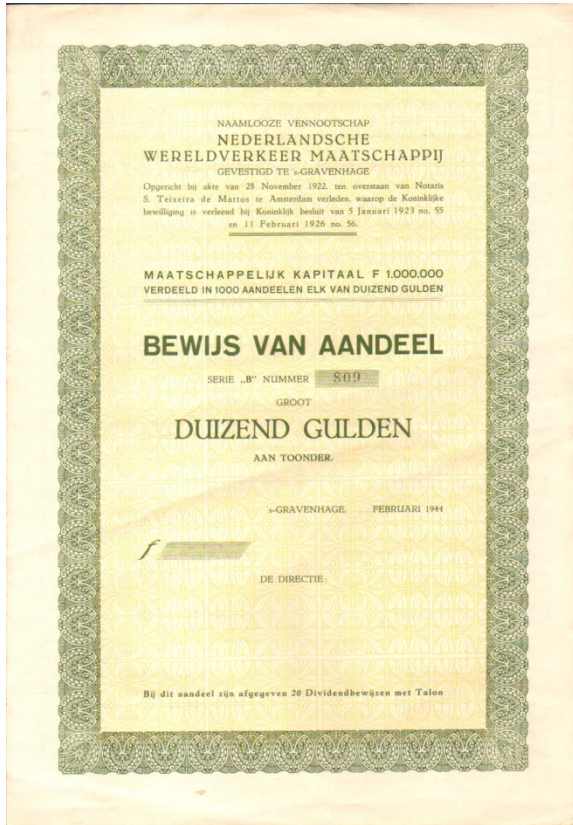 NAAMLOOZE VENNOOTSCHAP
NEDERLANDSCHE
WERELDVERKEER MAATSCHAPPIJ
GEVESTIGD TE 's-GRAVENHAGE
Opgericht bij akte van 28 November 1922, ten overstaan van Notaris
S. Teixeira de Mattos te Amsterdam verleden, waarop de Koninklijke
bewilliging is verleend bij Koninklijk besluit van 5 Januari 1923 no. 55
en 11 Februari 1926 no. 56.
MAATSCHAPPELIJK KAPITAAL F 1.000.000
VERDEELD IN 1000 AANDEELEN ELK VAN DUIZEND GULDEN
BEWIJS VAN AANDEEL
SERIE „B" NUMMER 809
GROOT
DUIZEND GULDEN
AAN TOONDER.
's-GRAVENHAGE, FEBRUARI 1944
f
DE DIRECTIE:
Bij dit aandeel zijn afgegeven 20 Dividendbewijzen met Talon